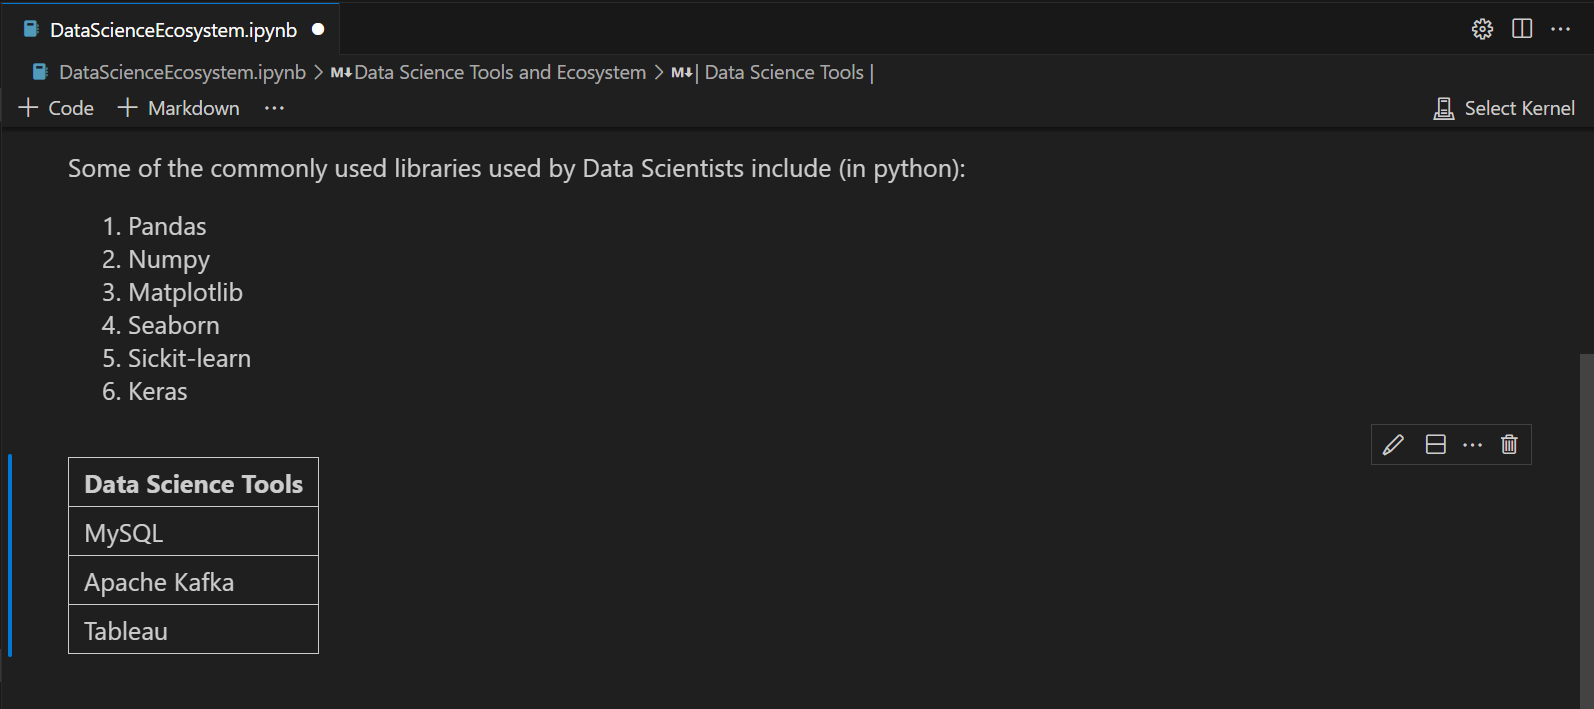 DataScienceEcosystem.ipynb
DataScienceEcosystem.ipynb > M↓Data Science Tools and Ecosystem > M↓| Data Science Tools |
+ Code + Markdown ··· Select Kernel
Some of the commonly used libraries used by Data Scientists include (in python):
1. Pandas
2. Numpy
3. Matplotlib
4. Seaborn
5. Sickit-learn
6. Keras
Data Science Tools
MySQL
Apache Kafka
Tableau